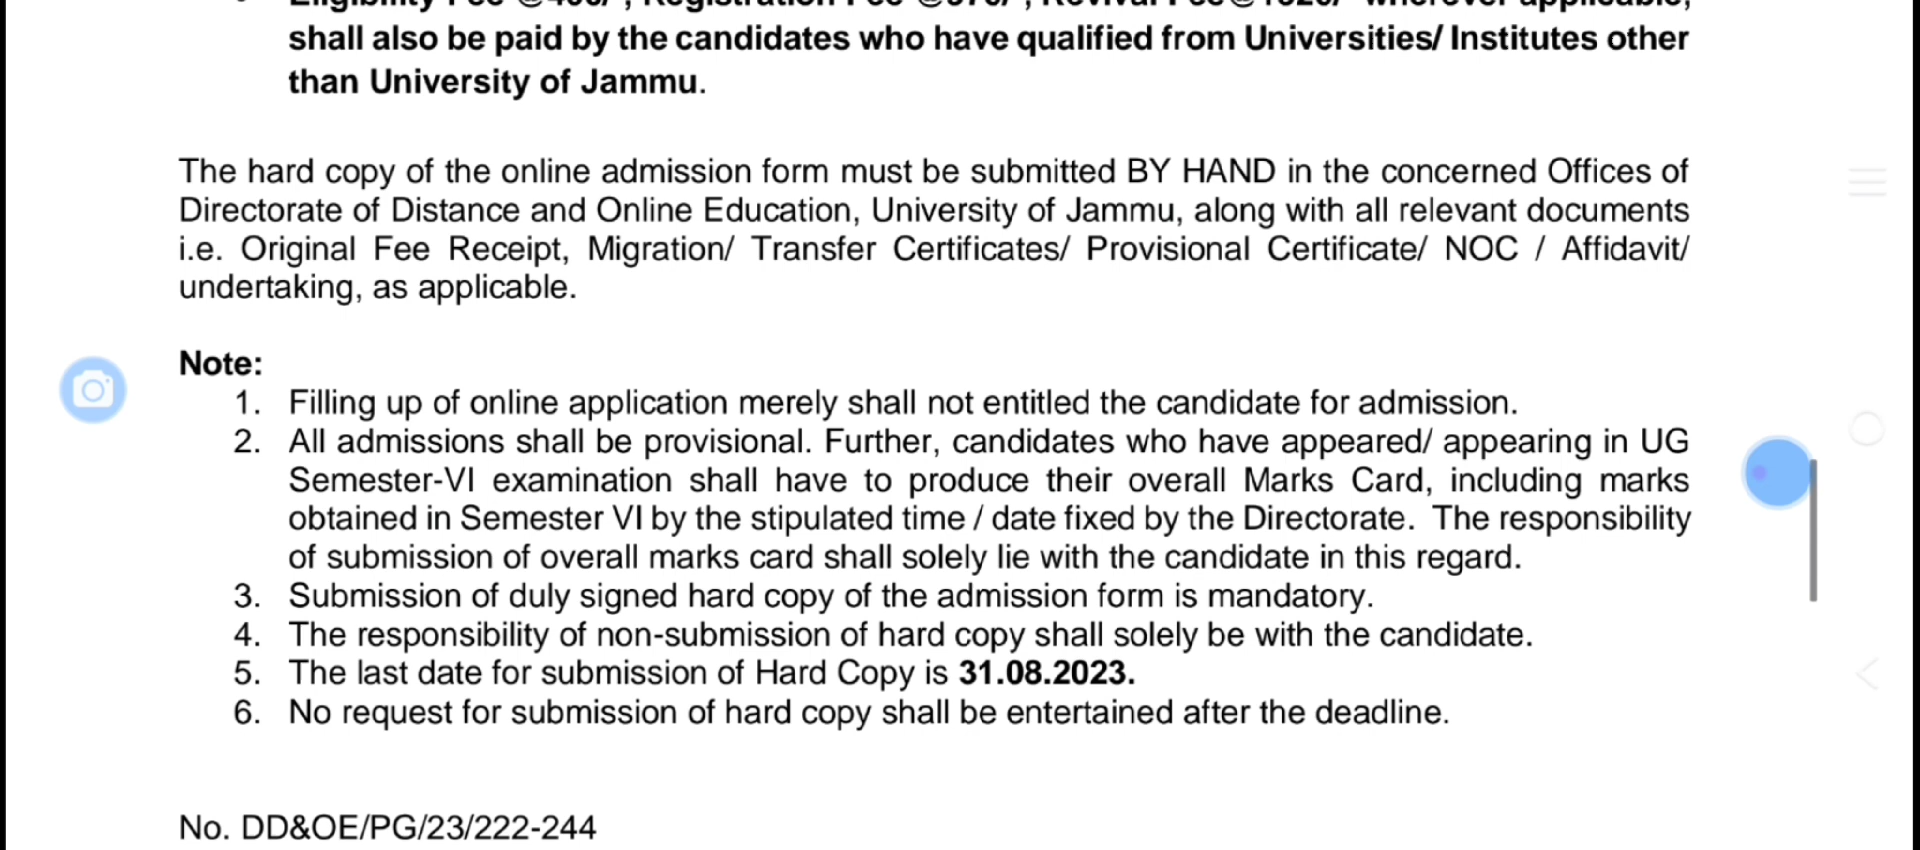 shall also be paid by the candidates who have qualified from Universities/ Institutes other
than University of Jammu.
The hard copy of the online admission form must be submitted BY HAND in the concerned Offices of
Directorate of Distance and Online Education, University of Jammu, along with all relevant documents
i.e. Original Fee Receipt, Migration/ Transfer Certificates/ Provisional Certificate/ NOC / Affidavit/
undertaking, as applicable.
Note:
1. Filling up of online application merely shall not entitled the candidate for admission.
2. All admissions shall be provisional. Further, candidates who have appeared/ appearing in UG
Semester-VI examination shall have to produce their overall Marks Card, including marks
obtained in Semester VI by the stipulated time / date fixed by the Directorate. The responsibility
of submission of overall marks card shall solely lie with the candidate in this regard.
3. Submission of duly signed hard copy of the admission form is mandatory.
4. The responsibility of non-submission of hard copy shall solely be with the candidate.
5. The last date for submission of Hard Copy is 31.08.2023.
6. No request for submission of hard copy shall be entertained after the deadline.
No. DD&OE/PG/23/222-244